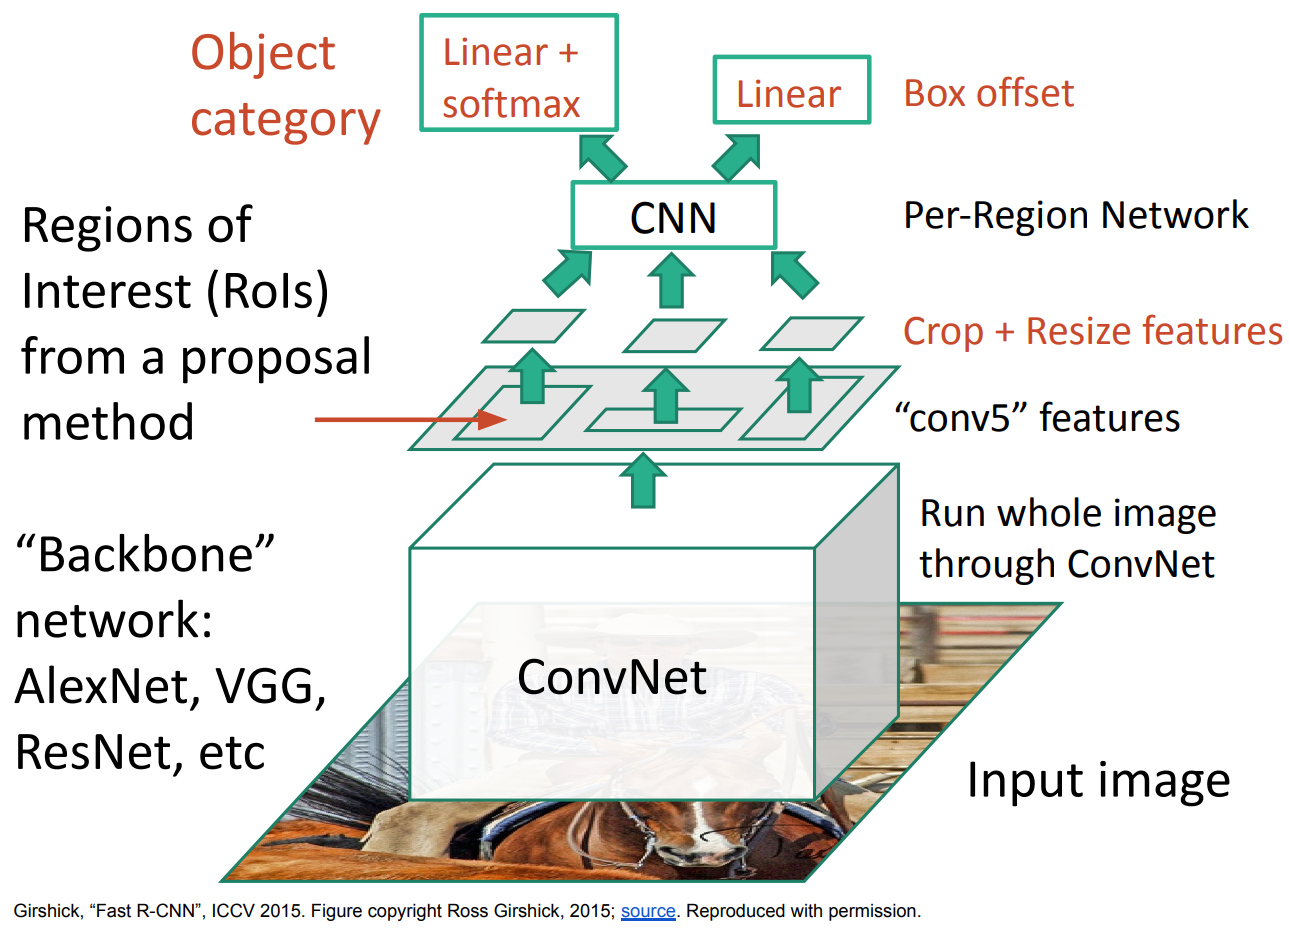 Object
category
Linear +
softmax
Linear
Box offset
CNN
Per-Region Network
Regions of
Interest (RoIs)
from a proposal
method
Crop + Resize features
“conv5” features
“Backbone”
network:
AlexNet, VGG,
ResNet, etc
Run whole image
through ConvNet
ConvNet
Input image
Girshick, “Fast R-CNN”, ICCV 2015. Figure copyright Ross Girshick, 2015; source. Reproduced with permission.